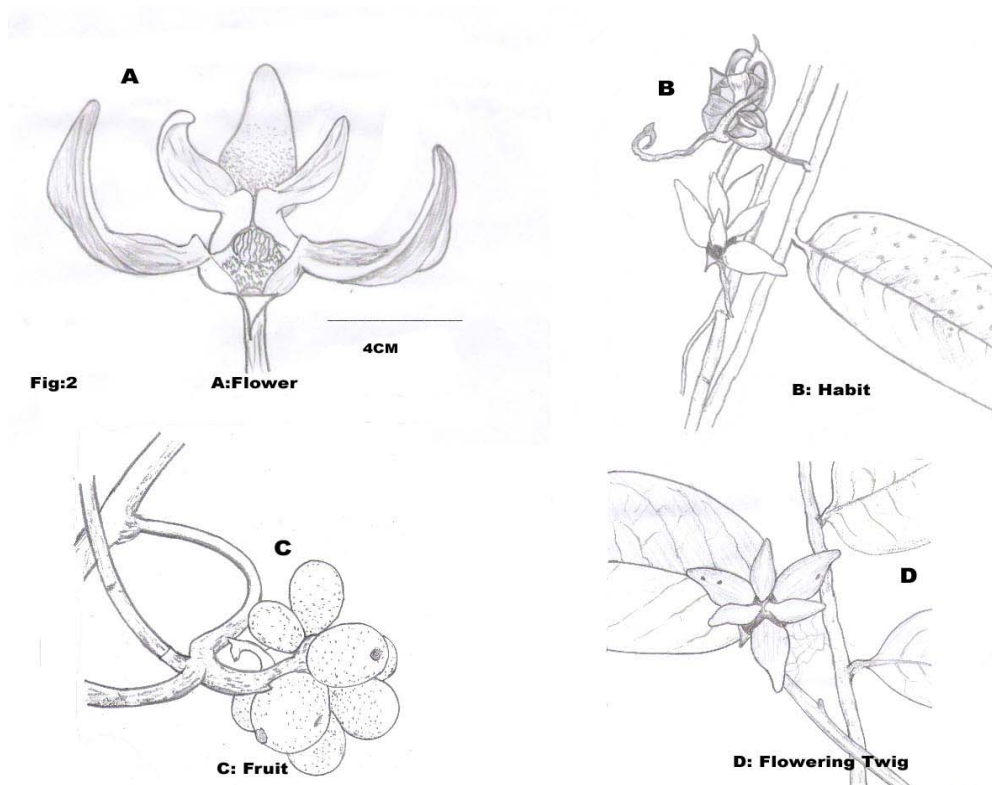 A
B
4CM
Fig:2
A:Flower
B: Habit
C
D
C: Fruit
D: Flowering Twig